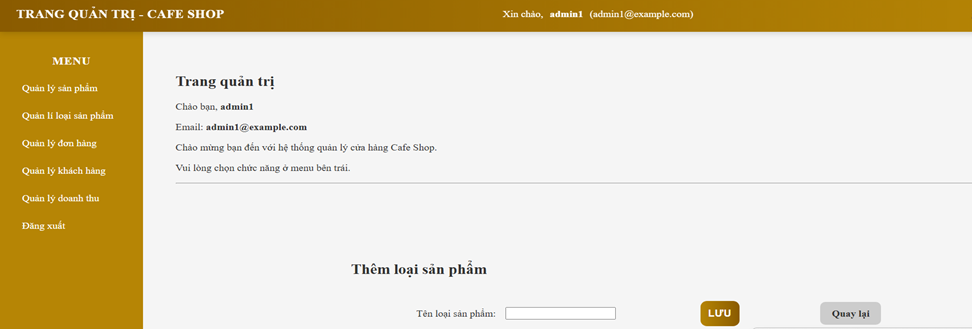 TRANG QUẢN TRỊ - CAFE SHOP
Xin chào, admin1 (admin1@example.com)
MENU
Quản lý sản phẩm
Quản lí loại sản phẩm
Quản lý đơn hàng
Quản lý khách hàng
Quản lý doanh thu
Đăng xuất
Trang quản trị
Chào bạn, admin1
Email: admin1@example.com
Chào mừng bạn đến với hệ thống quản lý cửa hàng Cafe Shop.
Vui lòng chọn chức năng ở menu bên trái.
Thêm loại sản phẩm
Tên loại sản phẩm: LƯU Quay lại